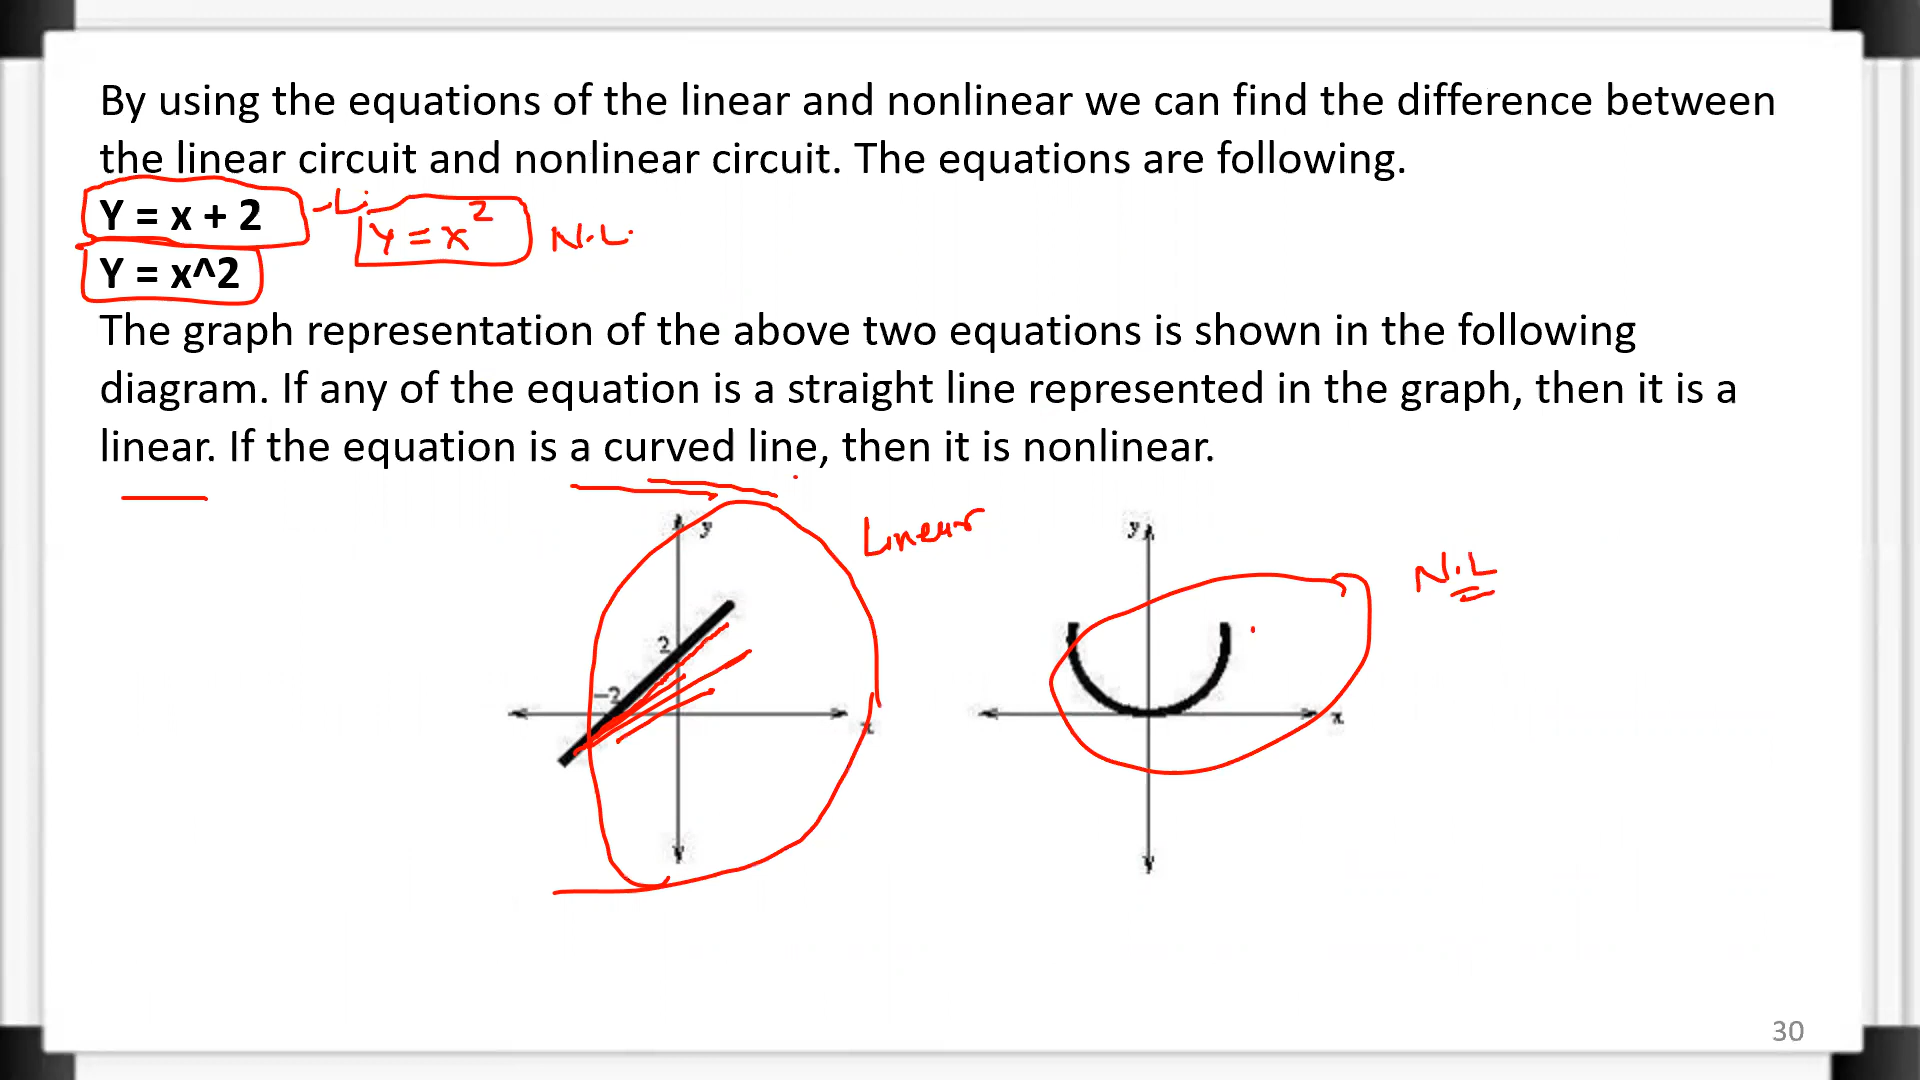 By using the equations of the linear and nonlinear we can find the difference between
the linear circuit and nonlinear circuit. The equations are following.
Y = x + 2 -Li
Y = x² N.L.
Y = x^2
The graph representation of the above two equations is shown in the following
diagram. If any of the equation is a straight line represented in the graph, then it is a
linear. If the equation is a curved line, then it is nonlinear.
y
Linear
2
-2
x
y
N.L
x
30